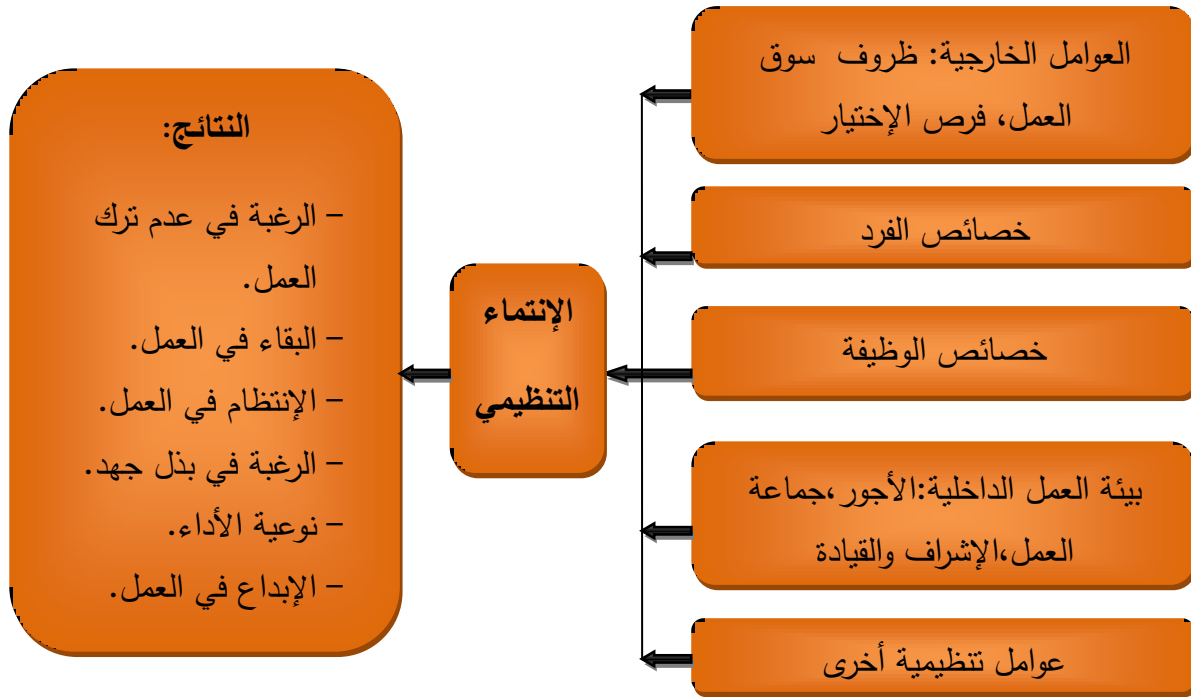 العوامل الخارجية: ظروف سوق
العمل، فرص الإختيار
خصائص الفرد
خصائص الوظيفة
بيئة العمل الداخلية:الأجور،جماعة
العمل،الإشراف والقيادة
عوامل تنظيمية أخرى
الإنتماء
التنظيمي
النتائج:
– الرغبة في عدم ترك
العمل.
– البقاء في العمل.
– الإنتظام في العمل.
– الرغبة في بذل جهد.
– نوعية الأداء.
– الإبداع في العمل.